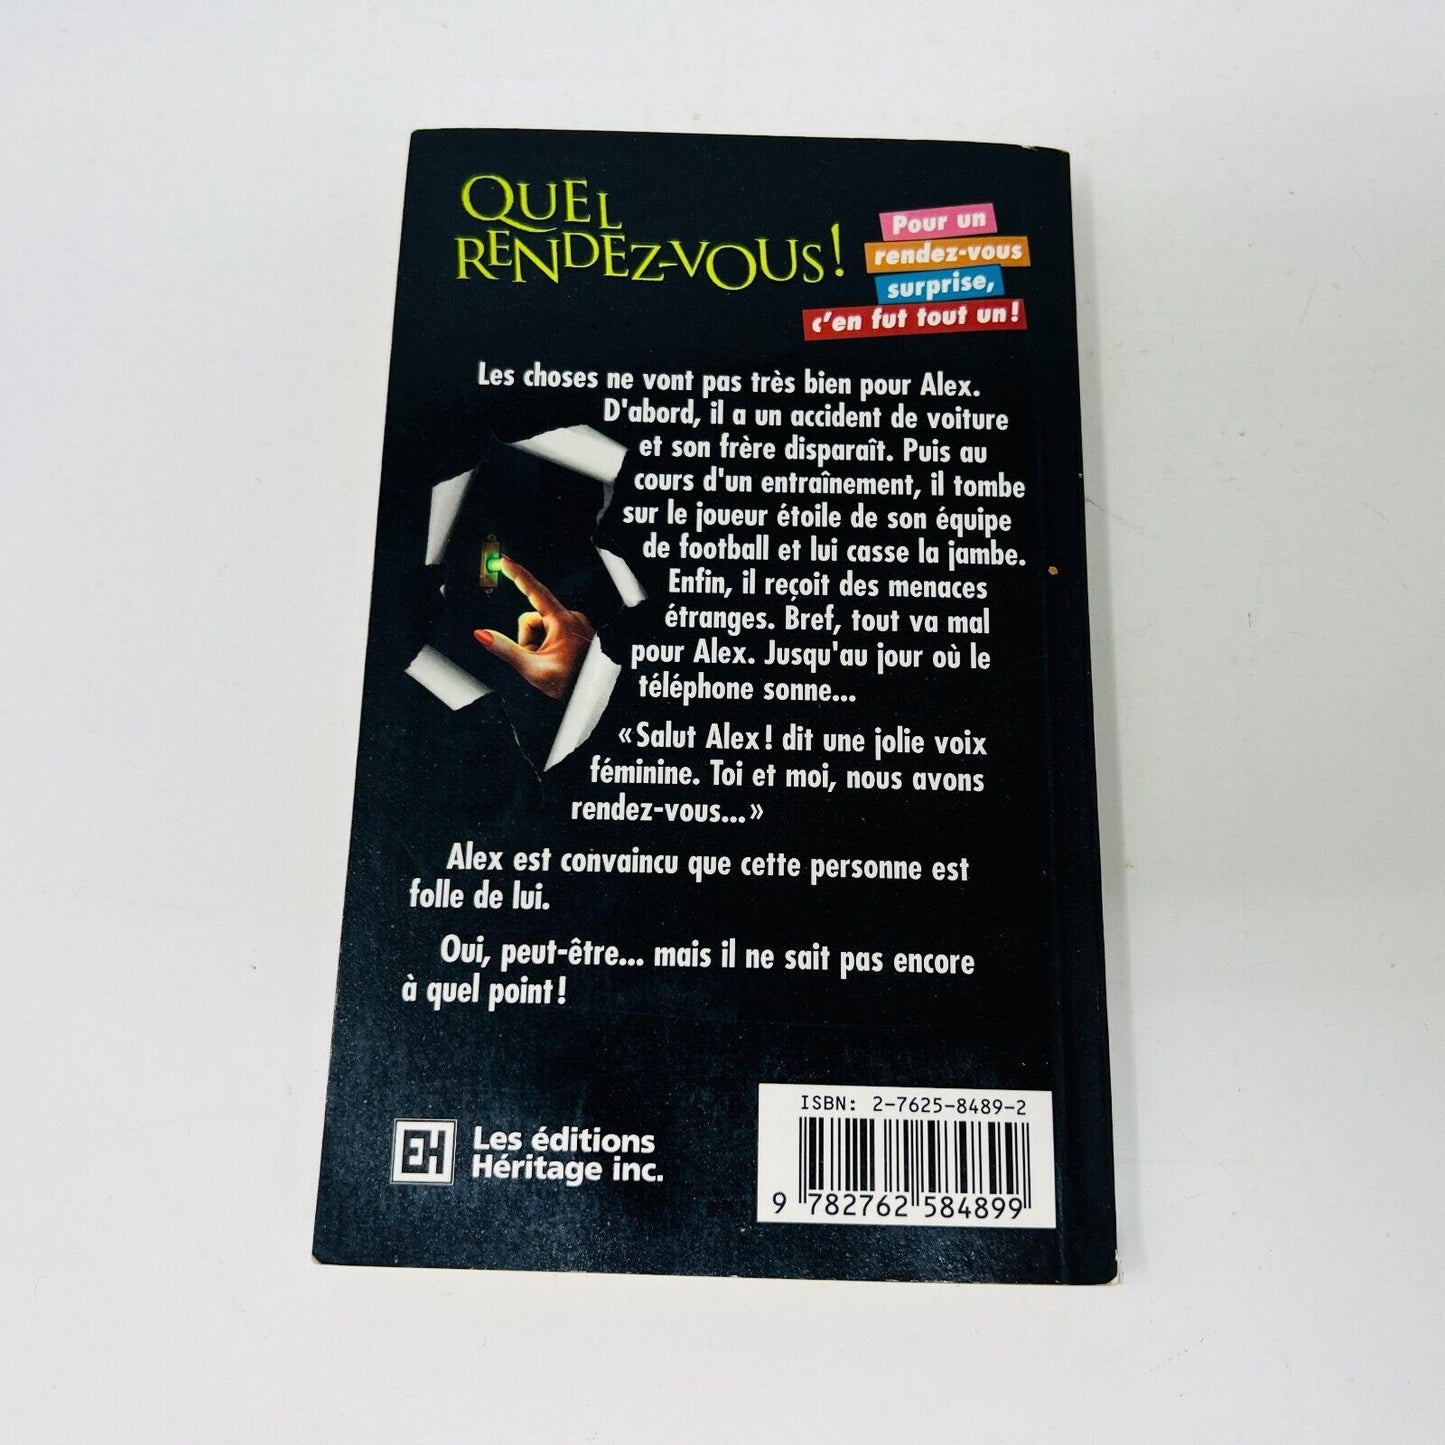 QUEL
RENDEZ-VOUS!
Pour un
rendez-vous
surprise,
c'en fut tout un!
Les choses ne vont pas très bien pour Alex.
D'abord, il a un accident de voiture
et son frère disparaît. Puis au
cours d'un entraînement, il tombe
sur le joueur étoile de son équipe
de football et lui casse la jambe.
Enfin, il reçoit des menaces
étranges. Bref, tout va mal
pour Alex. Jusqu'au jour où le
téléphone sonne...
«Salut Alex! dit une jolie voix
féminine. Toi et moi, nous avons
rendez-vous...»
Alex est convaincu que cette personne est
folle de lui.
Oui, peut-être... mais il ne sait pas encore
à quel point!
ISBN: 2-7625-8489-2
EH
Les éditions
Héritage inc.
9 782762 584899